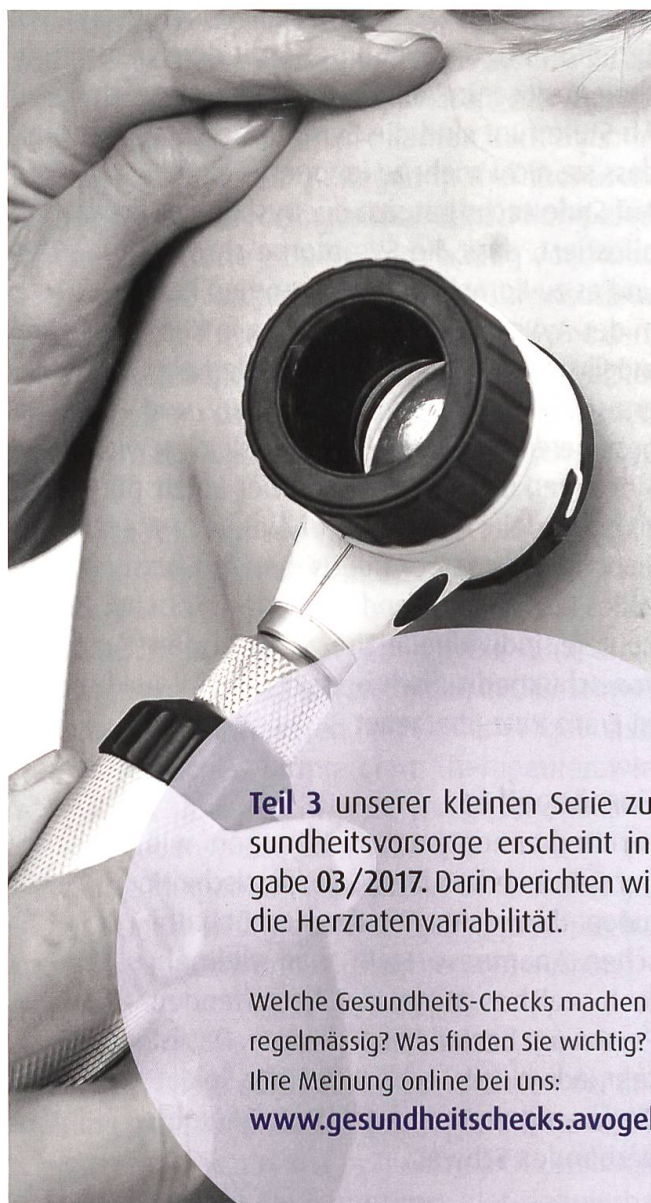 Teil 3 unserer kleinen Serie zu
sundheitsvorsorge erscheint in
gabe 03/2017. Darin berichten wi
die Herzratenvariabilität.
Welche Gesundheits-Checks machen
regelmässig? Was finden Sie wichtig?
Ihre Meinung online bei uns:
www.gesundheitschecks.avogel